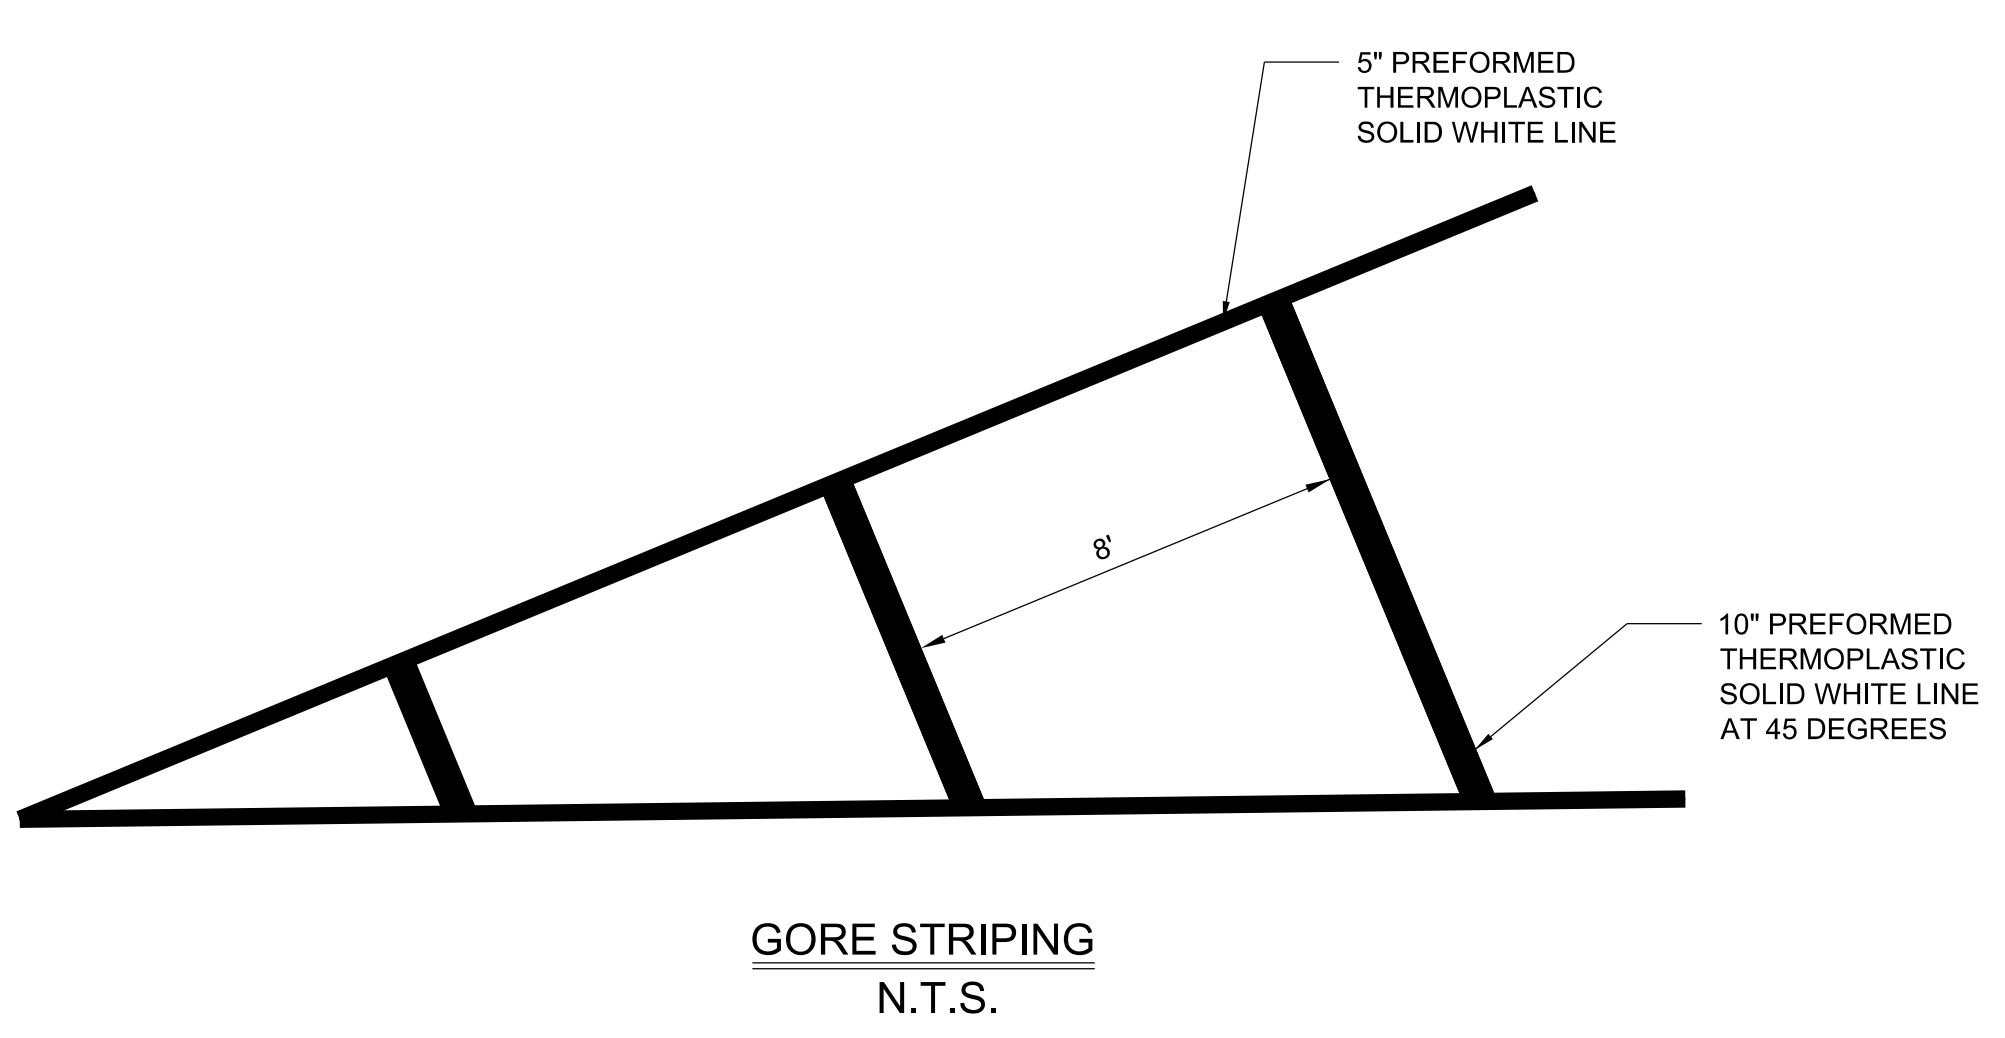 5" PREFORMED
THERMOPLASTIC
SOLID WHITE LINE
8'
10" PREFORMED
THERMOPLASTIC
SOLID WHITE LINE
AT 45 DEGREES
GORE STRIPING
N.T.S.